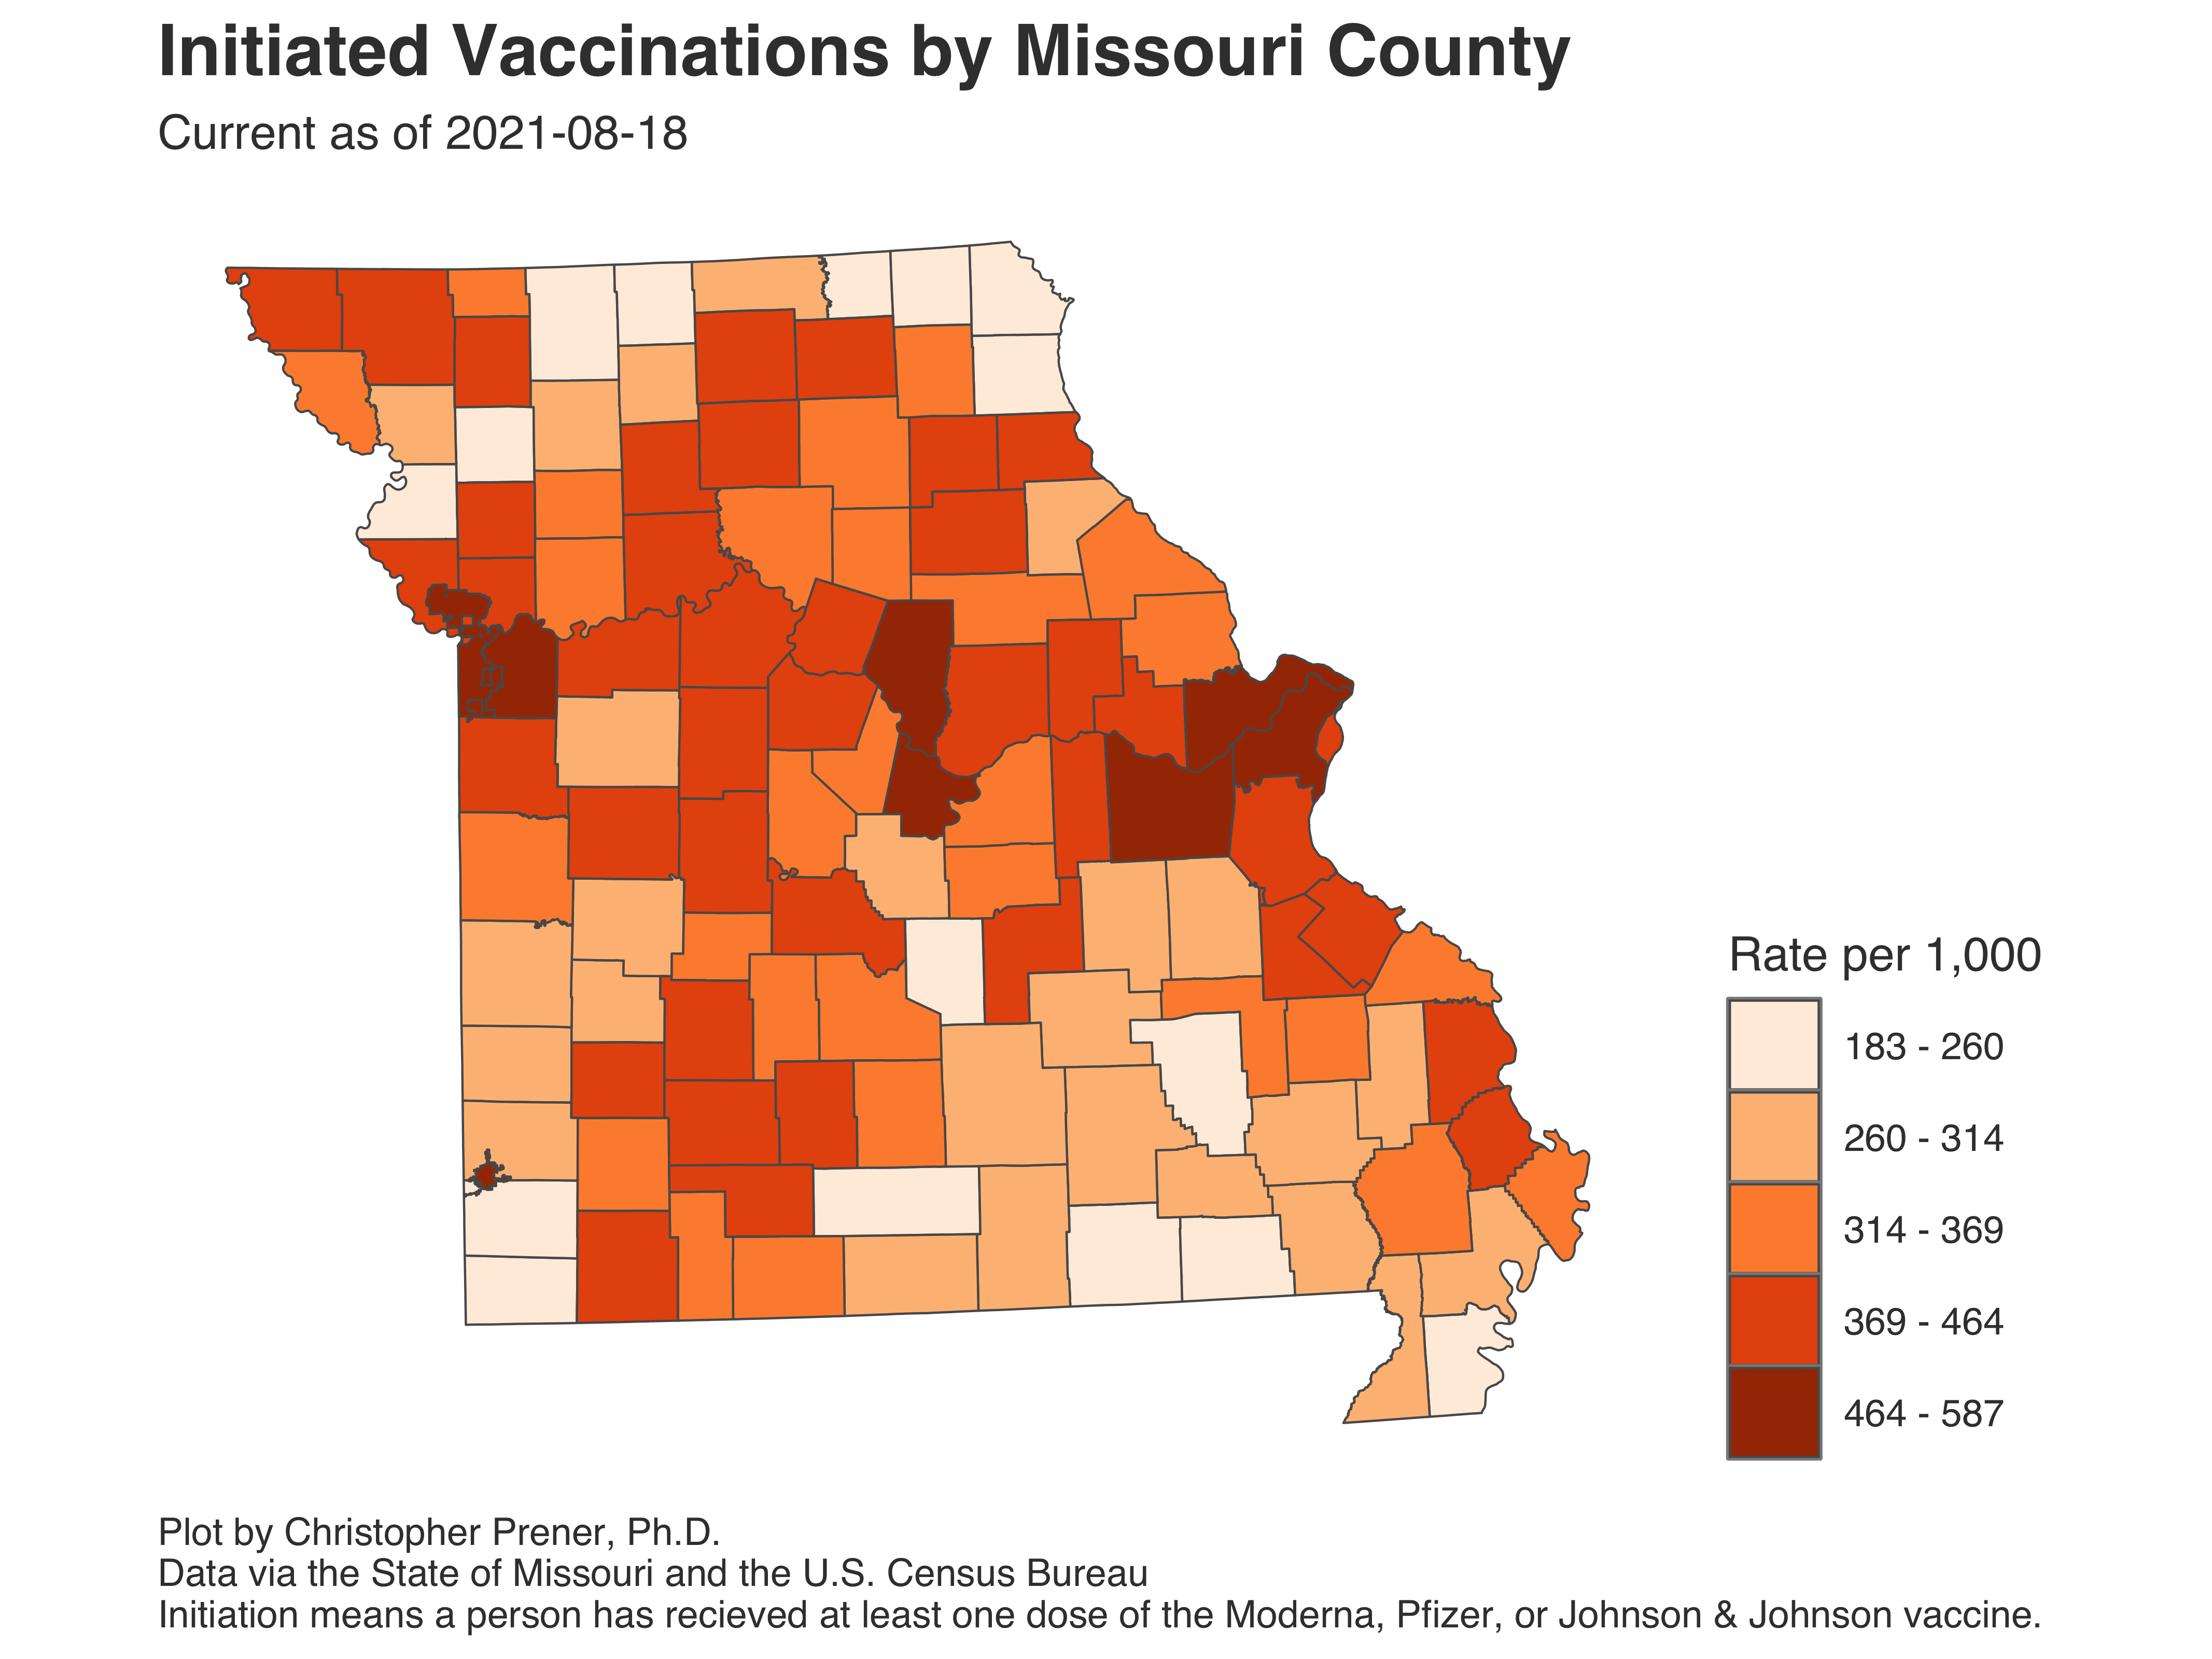 Initiated Vaccinations by Missouri County
Current as of 2021-08-18
Rate per 1,000
183 - 260
260 - 314
314 - 369
369 - 464
464 - 587
Plot by Christopher Prener, Ph.D.
Data via the State of Missouri and the U.S. Census Bureau
Initiation means a person has recieved at least one dose of the Moderna, Pfizer, or Johnson & Johnson vaccine.